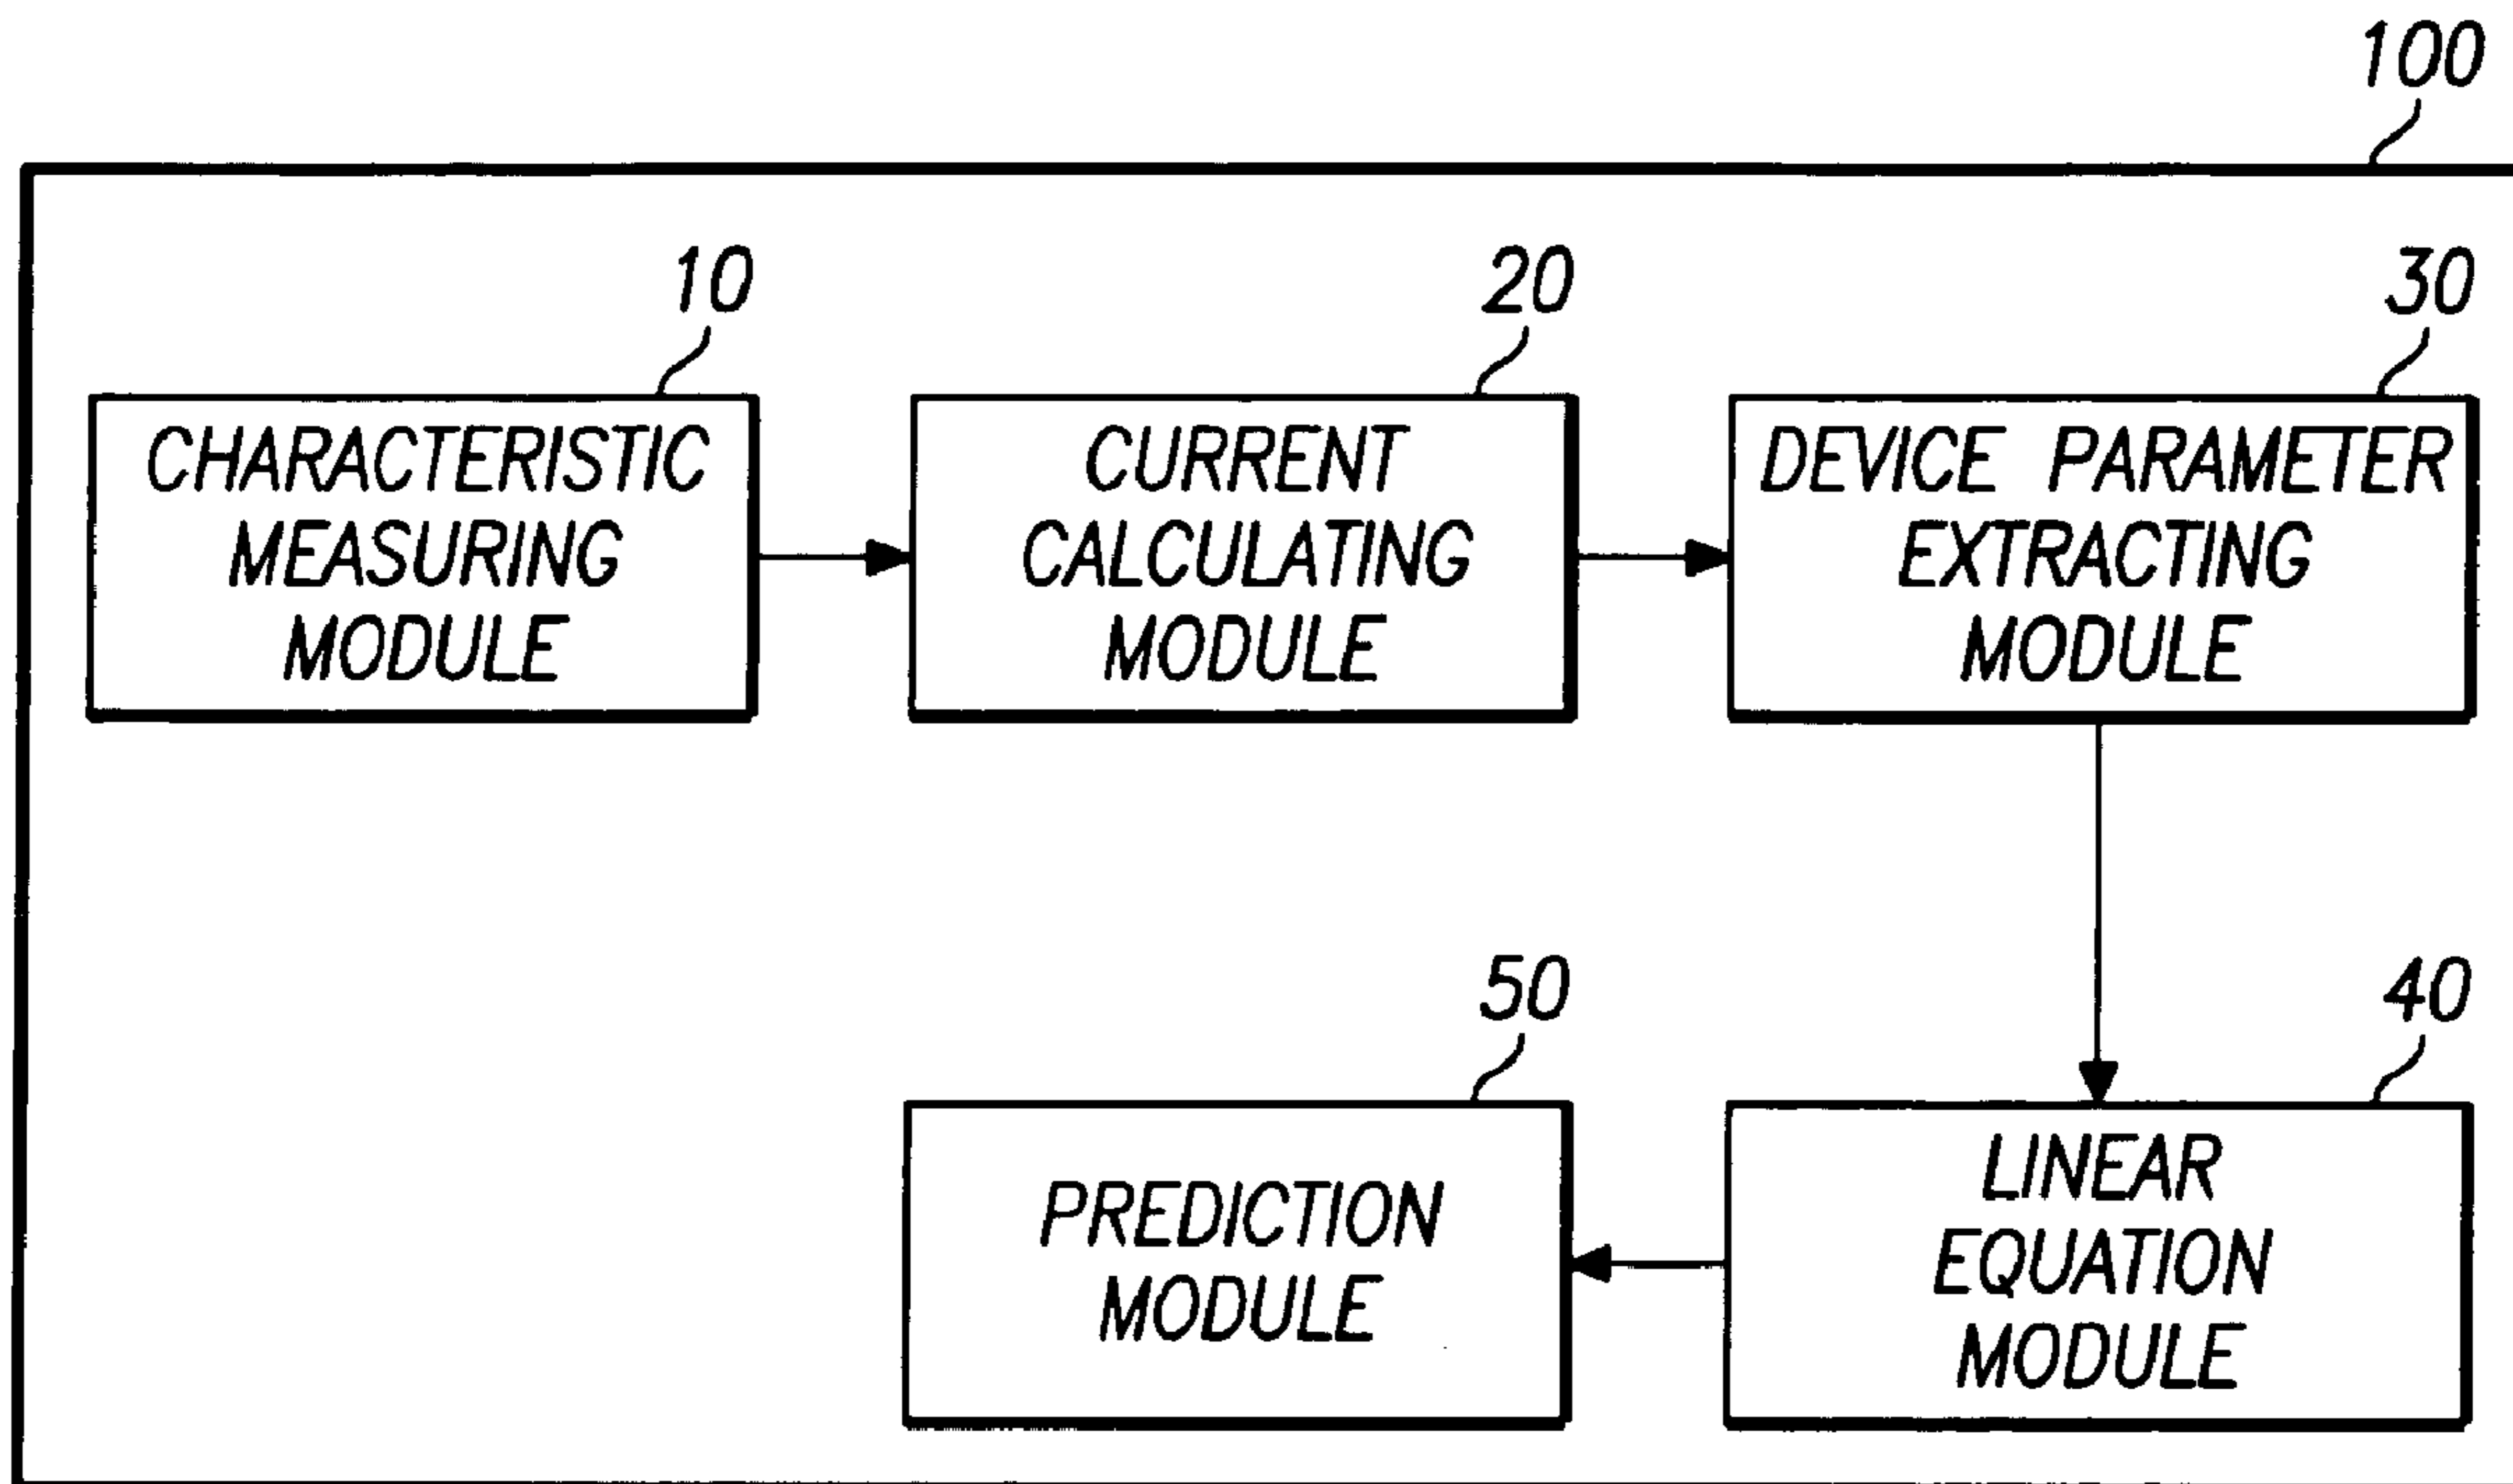 100
10
20
30
CHARACTERISTIC
MEASURING
MODULE
CURRENT
CALCULATING
MODULE
DEVICE PARAMETER
EXTRACTING
MODULE
50
40
PREDICTION
MODULE
LINEAR
EQUATION
MODULE